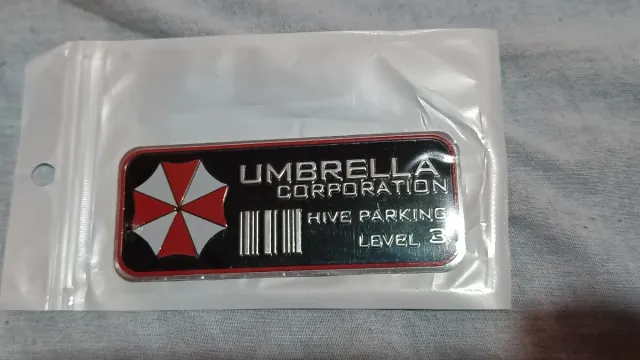 UMBRELLA
CORPORATION
HIVE PARKING
LEVEL 3